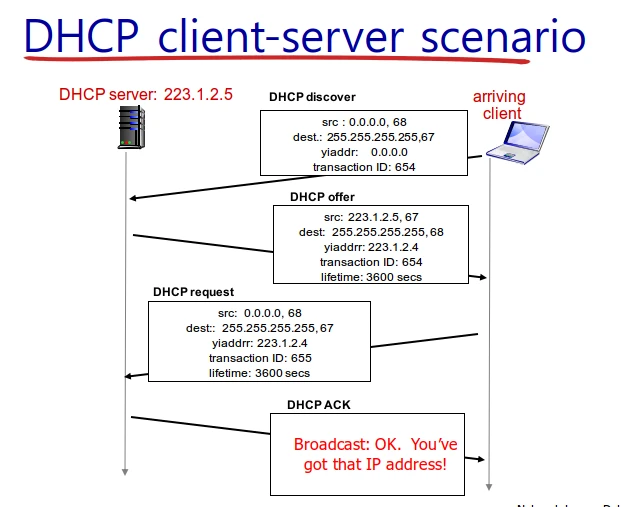 DHCP client-server scenario
DHCP server: 223.1.2.5
DHCP discover
arriving
client
src : 0.0.0.0, 68
dest.: 255.255.255.255,67
yiaddr: 0.0.0.0
transaction ID: 654
DHCP offer
src: 223.1.2.5, 67
dest: 255.255.255.255, 68
yiaddrr: 223.1.2.4
transaction ID: 654
lifetime: 3600 secs
DHCP request
src: 0.0.0.0, 68
dest:: 255.255.255.255, 67
yiaddrr: 223.1.2.4
transaction ID: 655
lifetime: 3600 secs
DHCP ACK
Broadcast: OK. You’ve
got that IP address!